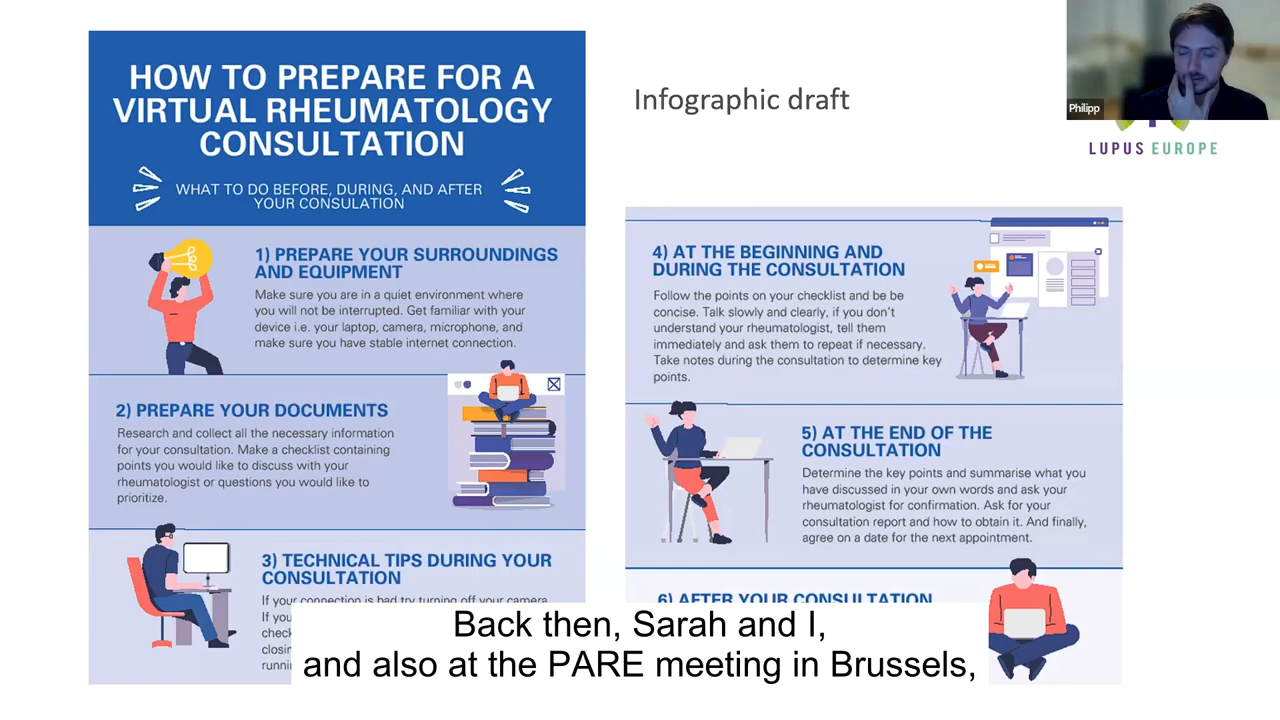 HOW TO PREPARE FOR A
VIRTUAL RHEUMATOLOGY
CONSULTATION
WHAT TO DO BEFORE, DURING, AND AFTER
YOUR CONSULATION
1) PREPARE YOUR SURROUNDINGS
AND EQUIPMENT
Make sure you are in a quiet environment where
you will not be interrupted. Get familiar with your
device i.e. your laptop, camera, microphone, and
make sure you have stable internet connection.
2) PREPARE YOUR DOCUMENTS
Research and collect all the necessary information
for your consultation. Make a checklist containing
points you would like to discuss with your
rheumatologist or questions you would like to
prioritize.
3) TECHNICAL TIPS DURING YOUR
CONSULTATION
If your connection is bad try turning off your camera.
If you
check
closin
runnin
Infographic draft
Philipp
LUPUS EUROPE
4) AT THE BEGINNING AND
DURING THE CONSULTATION
Follow the points on your checklist and be be
concise. Talk slowly and clearly, if you don't
understand your rheumatologist, tell them
immediately and ask them to repeat if necessary.
Take notes during the consultation to determine key
points.
5) AT THE END OF THE
CONSULTATION
Determine the key points and summarise what you
have discussed in your own words and ask your
rheumatologist for confirmation. Ask for your
consultation report and how to obtain it. And finally,
agree on a date for the next appointment.
6) AFTER YOUR CONSULTATION
Back then, Sarah and I,
and also at the PARE meeting in Brussels,